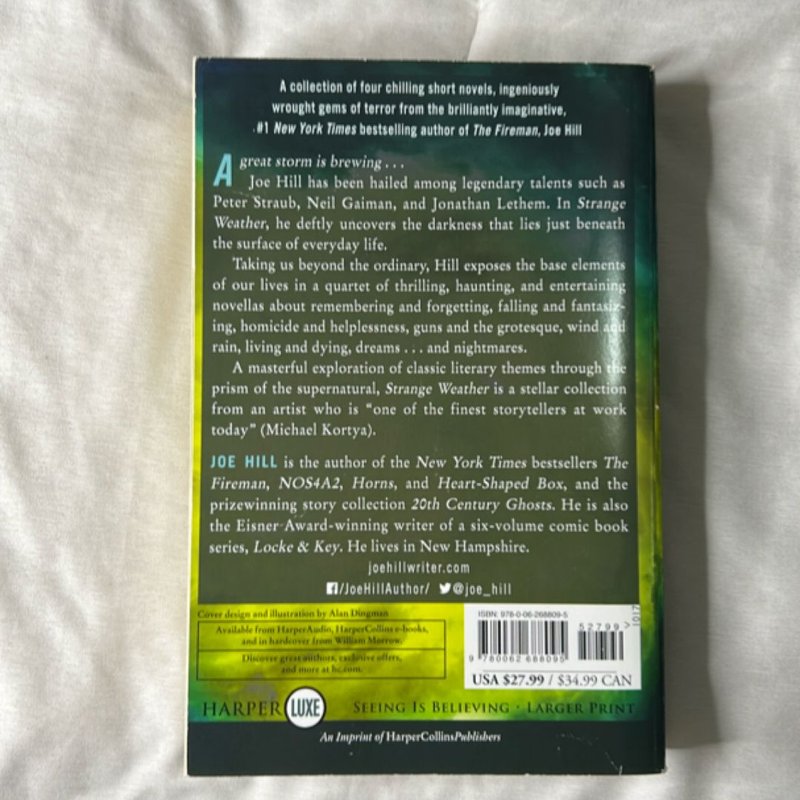 A collection of four chilling short novels, ingeniously
wrought gems of terror from the brilliantly imaginative,
#1 New York Times bestselling author of The Fireman, Joe Hill
A great storm is brewing . . .
Joe Hill has been hailed among legendary talents such as
Peter Straub, Neil Gaiman, and Jonathan Lethem. In Strange
Weather, he deftly uncovers the darkness that lies just beneath
the surface of everyday life.
Taking us beyond the ordinary, Hill exposes the base elements
of our lives in a quartet of thrilling, haunting, and entertaining
novellas about remembering and forgetting, falling and fantasiz-
ing, homicide and helplessness, guns and the grotesque, wind and
rain, living and dying, dreams . . . and nightmares.
A masterful exploration of classic literary themes through the
prism of the supernatural, Strange Weather is a stellar collection
from an artist who is “one of the finest storytellers at work
today” (Michael Kortya).
JOE HILL is the author of the New York Times bestsellers The
Fireman, NOS4A2, Horns, and Heart-Shaped Box, and the
prizewinning story collection 20th Century Ghosts. He is also
the Eisner Award-winning writer of a six-volume comic book
series, Locke & Key. He lives in New Hampshire.
joehillwriter.com
/JoeHillAuthor/ @joe_hill
Cover design and illustration by Alan Dingman
Available from HarperAudio, HarperCollins e-books,
and in hardcover from William Morrow.
Discover great authors, exclusive offers,
and more at hc.com.
ISBN: 978-0-06-268809-5
52799
1017
9 780062 688095
USA $27.99 / $34.99 CAN
HARPER LUXE SEEING IS BELIEVING · LARGER PRINT
An Imprint of HarperCollinsPublishers